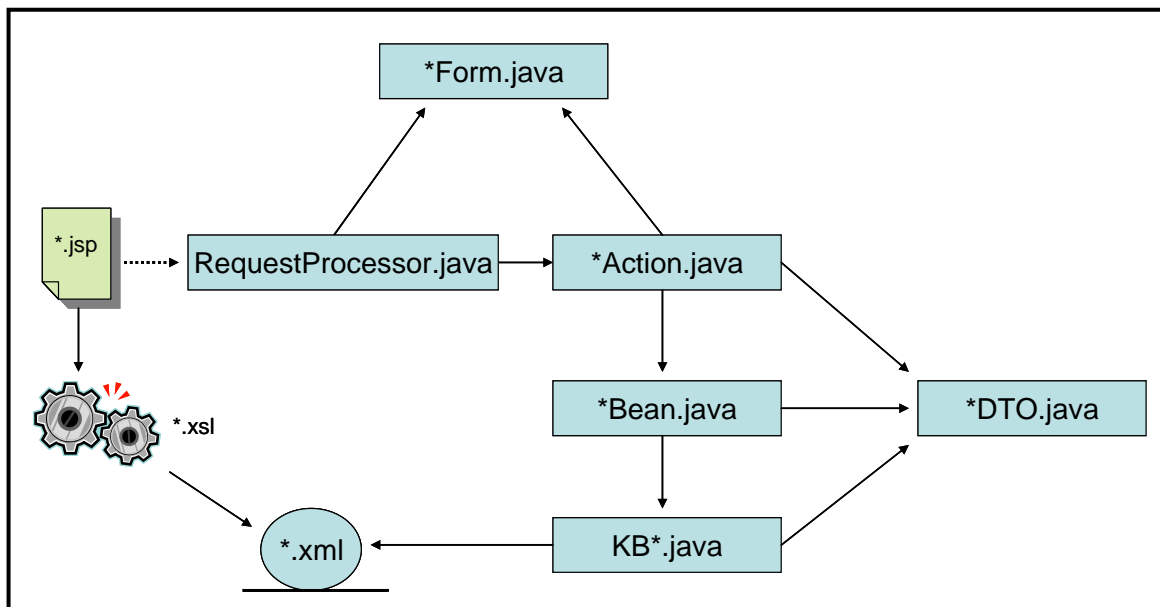 *Form.java
*.jsp
RequestProcessor.java
*Action.java
*Bean.java
*DTO.java
*.xsl
*.xml
KB*.java